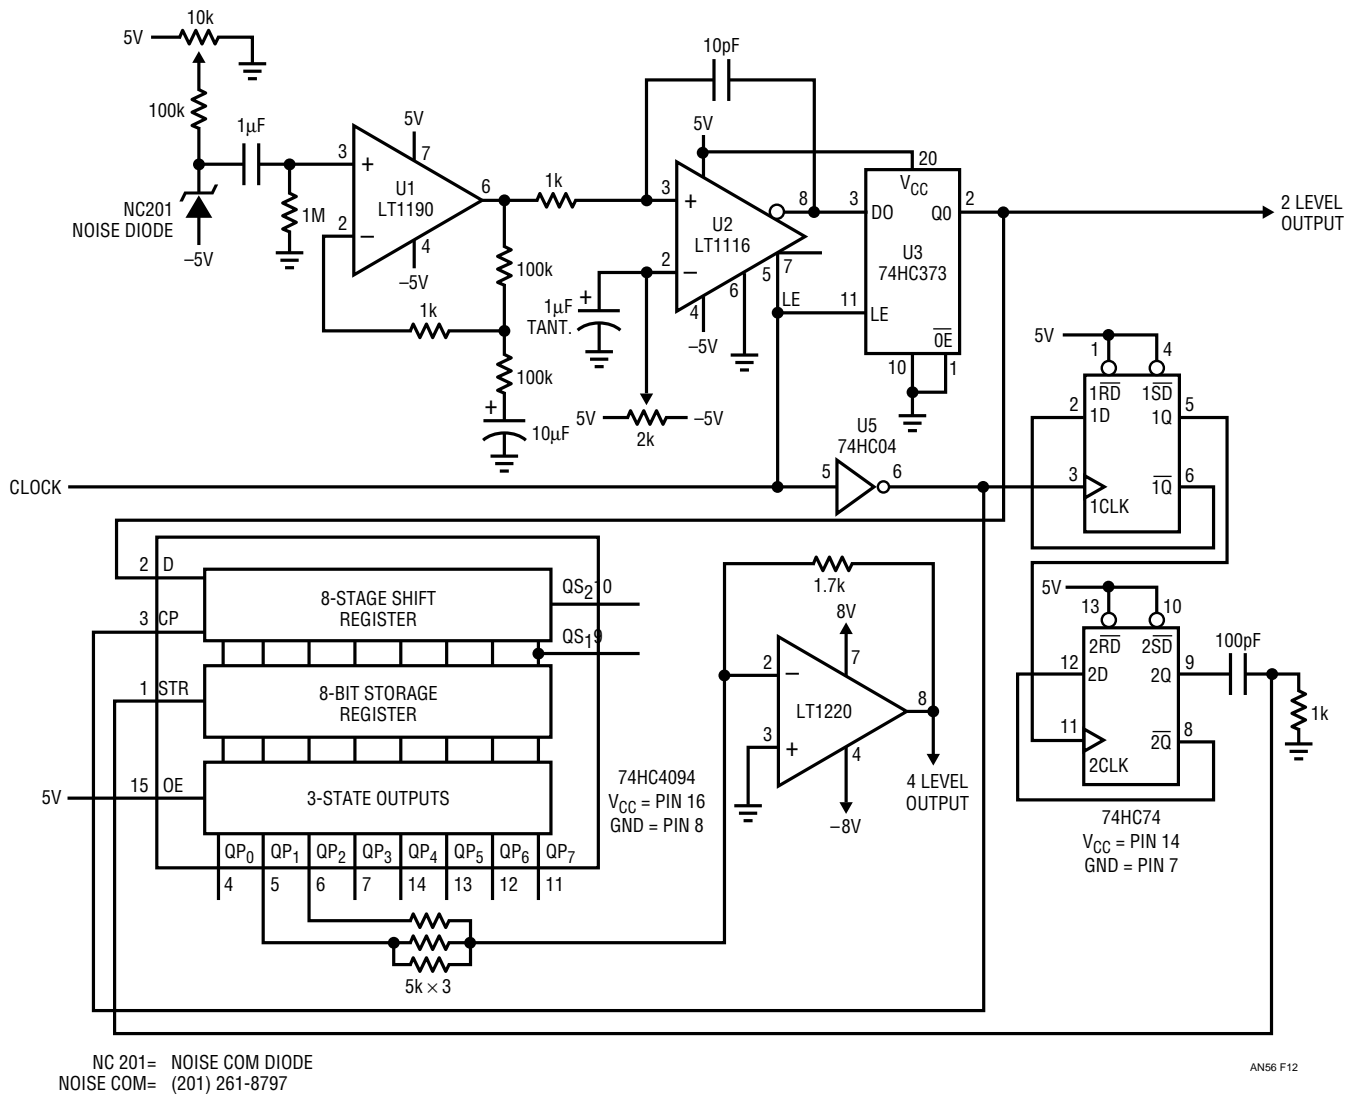 10k
5V
100k
1µF
NC201
NOISE DIODE
–5V
1M
3
+
2
–
5V
7
U1
LT1190
6
4
–5V
1k
100k
100k
+
10µF
1k
10pF
5V
3
+
2
–
U2
LT1116
8
7
5
6
4
–5V
+
1µF
TANT.
5V
–5V
2k
LE
20
VCC
3
DO
Q0
2
U3
74HC373
11
LE
OE
10
1
2 LEVEL
OUTPUT
CLOCK
U5
74HC04
5
6
5V
1
4
1RD
1SD
2
1D
1Q
5
3
1CLK
1Q
6
5V
13
10
2RD
2SD
12
2D
2Q
9
11
2CLK
2Q
8
100pF
1k
74HC74
VCC = PIN 14
GND = PIN 7
2
D
3
CP
1
STR
5V
15
OE
8-STAGE SHIFT
REGISTER
8-BIT STORAGE
REGISTER
3-STATE OUTPUTS
QS2
10
QS1
9
74HC4094
VCC = PIN 16
GND = PIN 8
QP0
QP1
QP2
QP3
QP4
QP5
QP6
QP7
4
5
6
7
14
13
12
11
5k × 3
1.7k
8V
7
2
–
3
+
LT1220
8
4
–8V
4 LEVEL
OUTPUT
NC 201= NOISE COM DIODE
NOISE COM= (201) 261-8797
AN56 F12